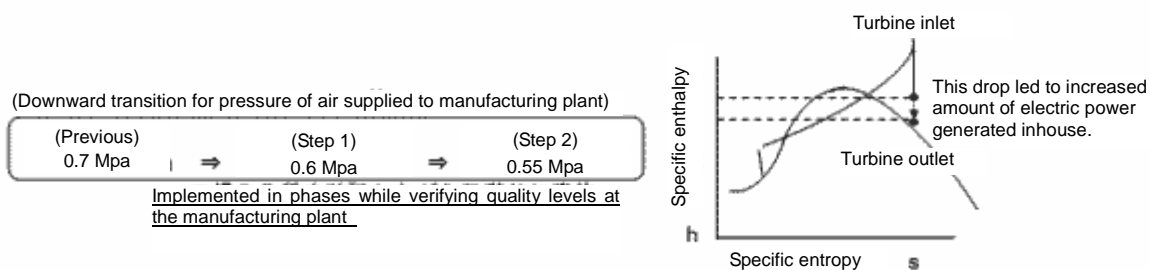 (Downward transition for pressure of air supplied to manufacturing plant)
(Previous)
0.7 Mpa
⇒
(Step 1)
0.6 Mpa
⇒
(Step 2)
0.55 Mpa
Implemented in phases while verifying quality levels at
the manufacturing plant
Turbine inlet
Specific enthalpy
This drop led to increased
amount of electric power
generated inhouse.
Turbine outlet
h
Specific entropy
s